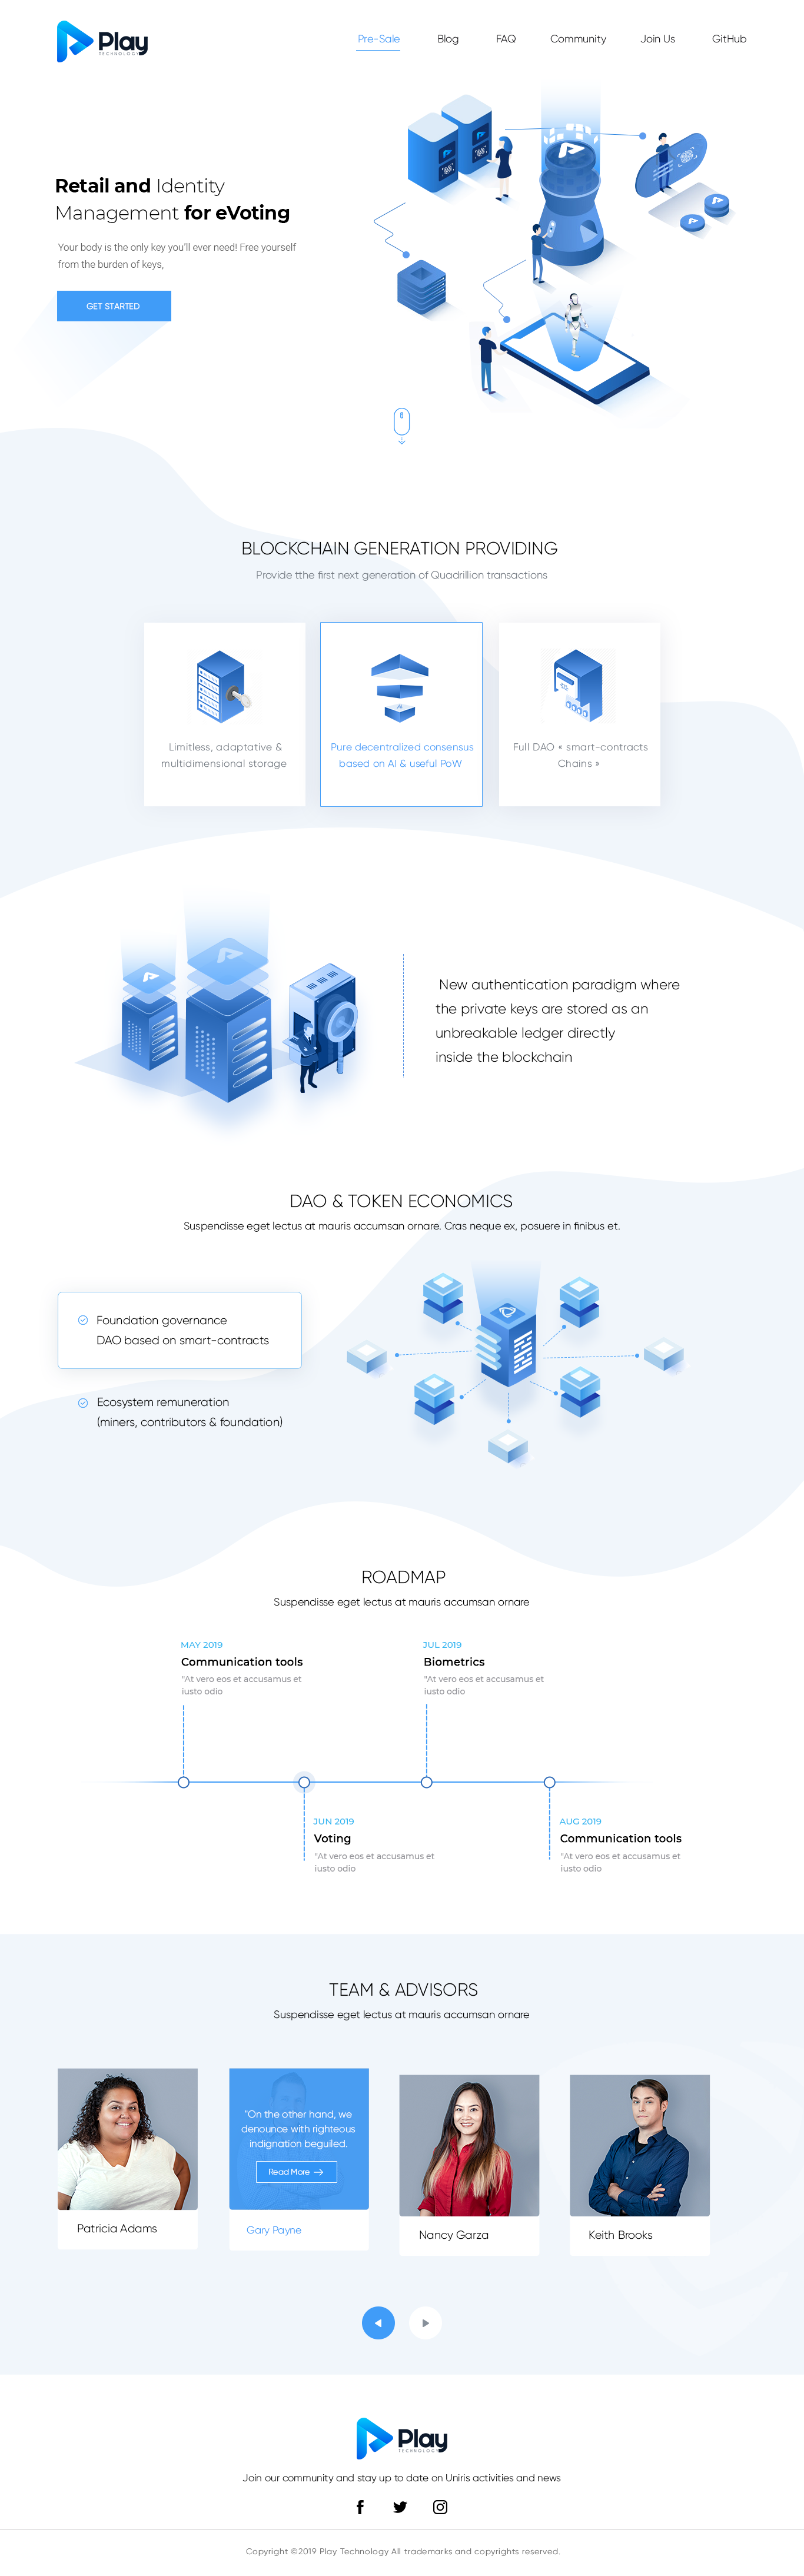 Play
TECHNOLOGY
Pre-Sale
Blog
FAQ
Community
Join Us
GitHub
Retail and Identity
Management for eVoting
Your body is the only key you'll ever need! Free yourself
from the burden of keys,
GET STARTED
BLOCKCHAIN GENERATION PROVIDING
Provide tthe first next generation of Quadrillion transactions
Limitless, adaptative &
multidimensional storage
AI
Pure decentralized consensus
based on AI & useful PoW
Full DAO « smart-contracts
Chains »
New authentication paradigm where
the private keys are stored as an
unbreakable ledger directly
inside the blockchain
DAO & TOKEN ECONOMICS
Suspendisse eget lectus at mauris accumsan ornare. Cras neque ex, posuere in finibus et.
Foundation governance
DAO based on smart-contracts
Ecosystem remuneration
(miners, contributors & foundation)
ROADMAP
Suspendisse eget lectus at mauris accumsan ornare
MAY 2019
Communication tools
"At vero eos et accusamus et
iusto odio
JUL 2019
Biometrics
"At vero eos et accusamus et
iusto odio
JUN 2019
Voting
"At vero eos et accusamus et
iusto odio
AUG 2019
Communication tools
"At vero eos et accusamus et
iusto odio
TEAM & ADVISORS
Suspendisse eget lectus at mauris accumsan ornare
Patricia Adams
"On the other hand, we
denounce with righteous
indignation beguiled.
Read More
Gary Payne
Nancy Garza
Keith Brooks
Play
TECHNOLOGY
Join our community and stay up to date on Uniris activities and news
Copyright ©2019 Play Technology All trademarks and copyrights reserved.